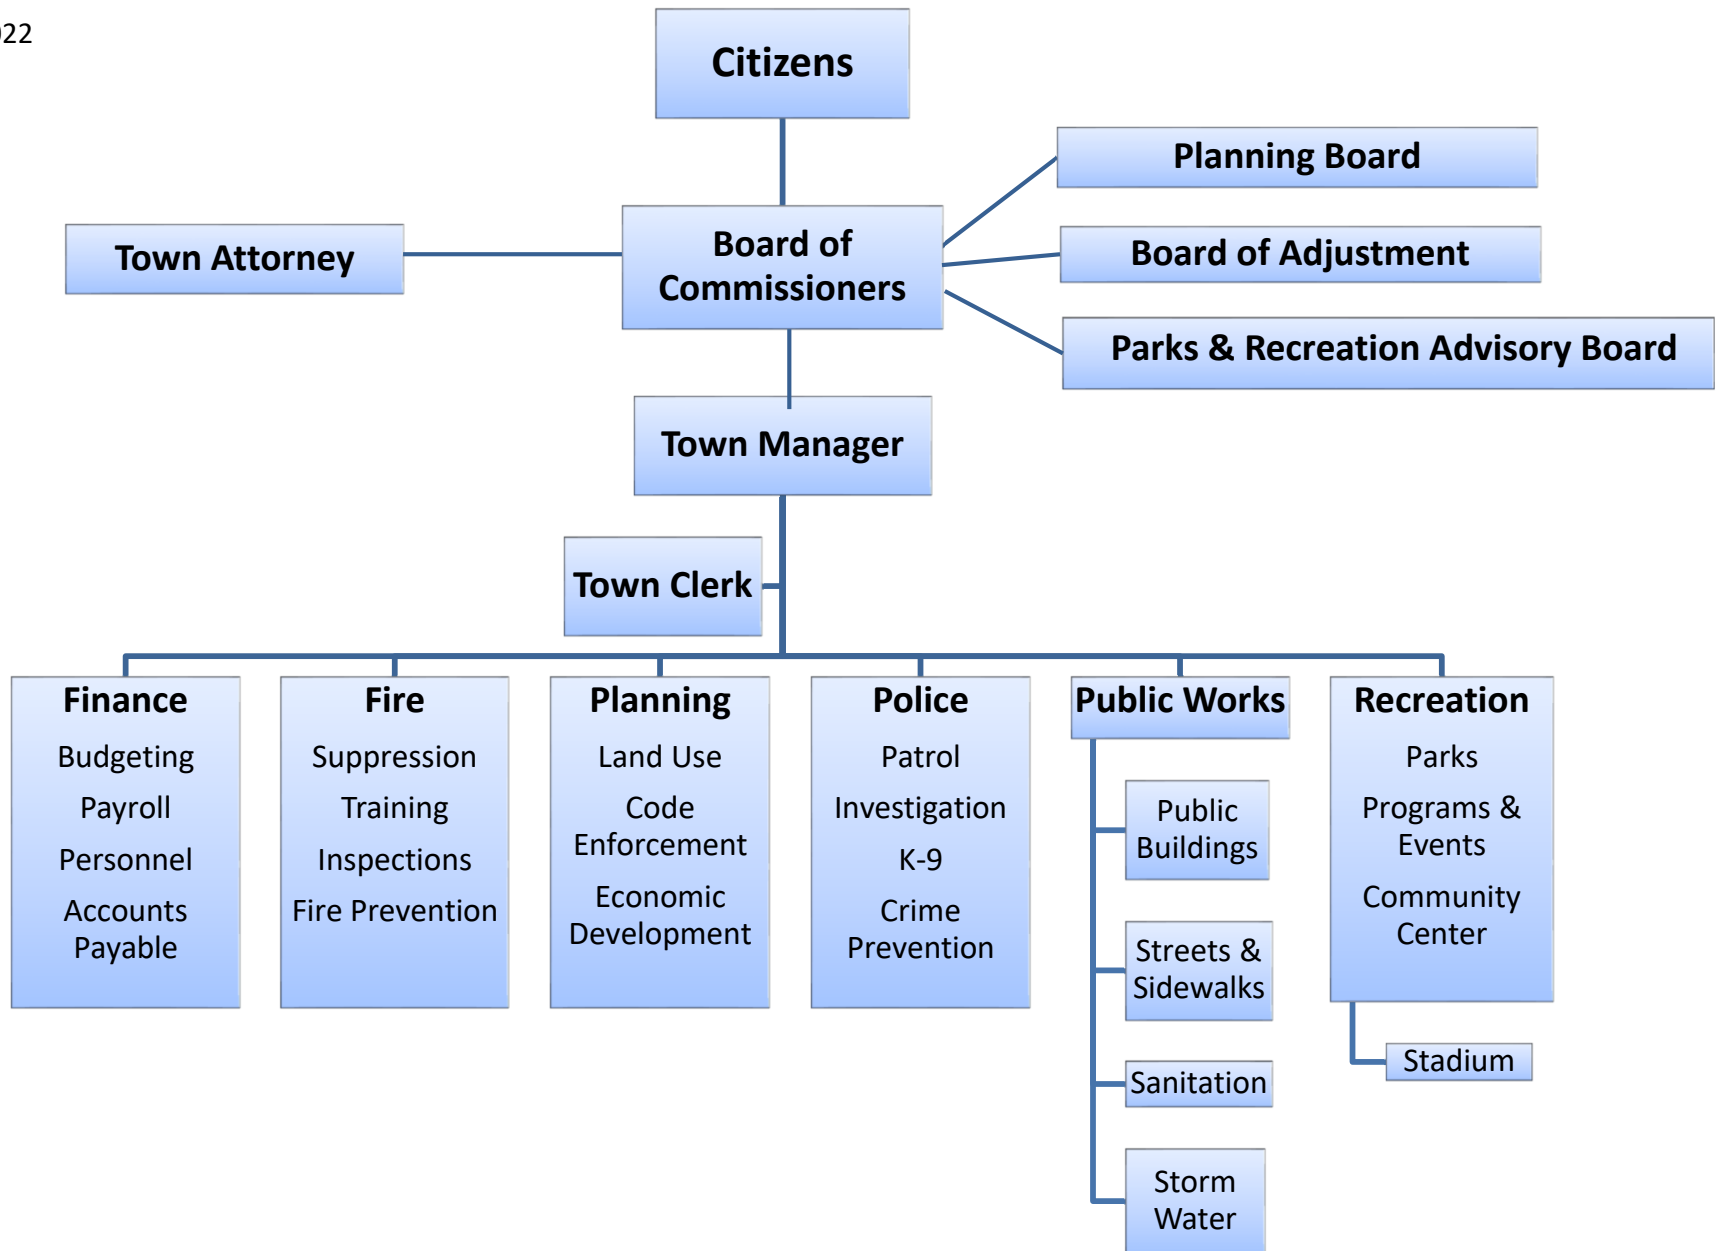 022
Citizens
Planning Board
Town Attorney
Board of
Commissioners
Board of Adjustment
Parks & Recreation Advisory Board
Town Manager
Town Clerk
Finance
Budgeting
Payroll
Personnel
Accounts
Payable
Fire
Suppression
Training
Inspections
Fire Prevention
Planning
Land Use
Code
Enforcement
Economic
Development
Police
Patrol
Investigation
K-9
Crime
Prevention
Public Works
Public
Buildings
Streets &
Sidewalks
Sanitation
Storm
Water
Recreation
Parks
Programs &
Events
Community
Center
Stadium